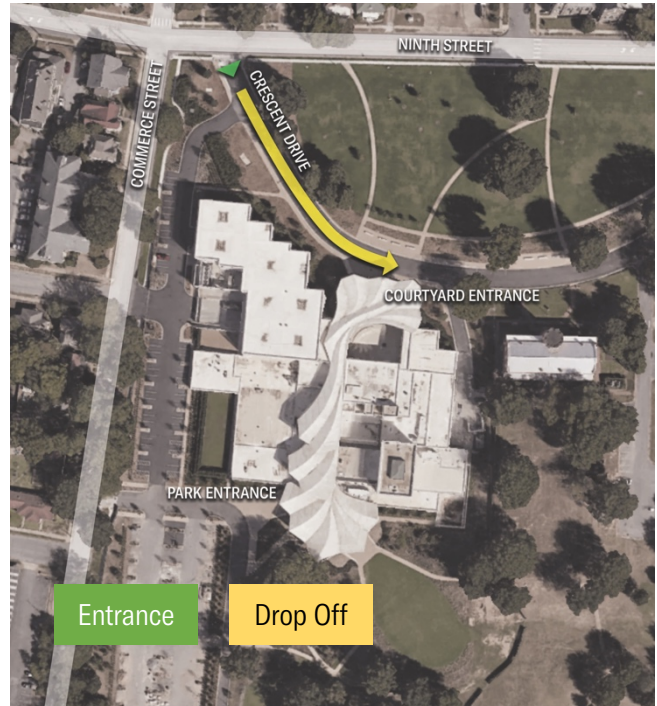 NINTH STREET
COMMERCE STREET
CRESCENT DRIVE
COURTYARD ENTRANCE
PARK ENTRANCE
Entrance
Drop Off